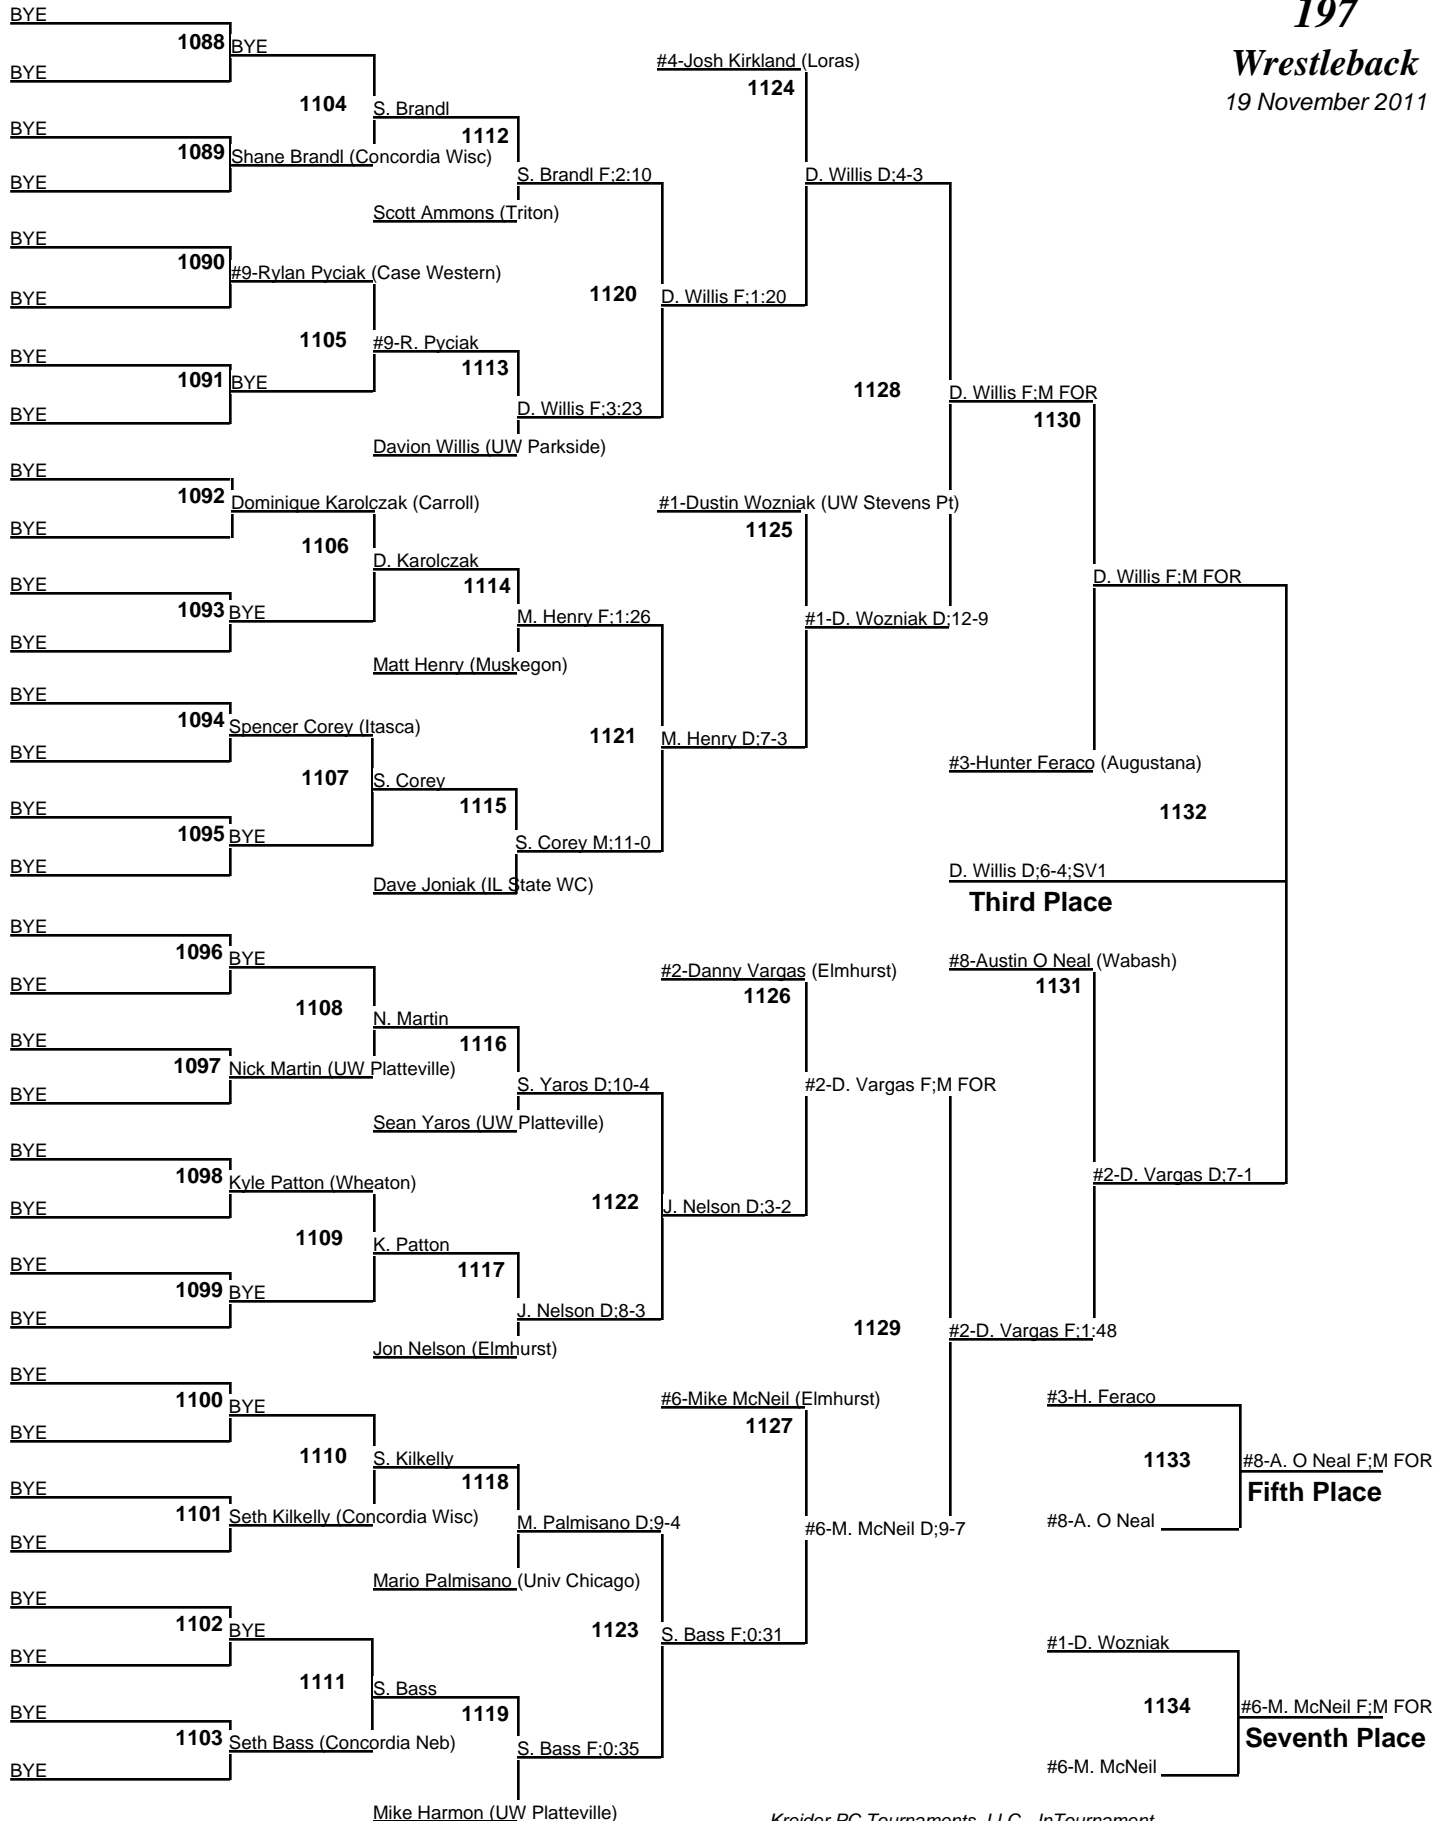 197
Wrestleback
19 November 2011
BYE
1088
BYE
BYE
1104
S. Brandl
BYE
1089
Shane Brandl (Concordia Wisc)
BYE
1112
S. Brandl F;2:10
Scott Ammons (Triton)
BYE
1090
#9-Rylan Pyciak (Case Western)
BYE
1105
#9-R. Pyciak
BYE
1091
BYE
BYE
1113
D. Willis F;3:23
Davion Willis (UW Parkside)
1120
D. Willis F;1:20
#4-Josh Kirkland (Loras)
1124
D. Willis D;4-3
BYE
1092
Dominique Karolczak (Carroll)
BYE
1106
D. Karolczak
BYE
1093
BYE
BYE
1114
M. Henry F;1:26
Matt Henry (Muskegon)
BYE
1094
Spencer Corey (Itasca)
BYE
1107
S. Corey
BYE
1095
BYE
BYE
1115
S. Corey M;11-0
Dave Joniak (IL State WC)
1121
M. Henry D;7-3
#1-Dustin Wozniak (UW Stevens Pt)
1125
#1-D. Wozniak D;12-9
1128
D. Willis F;M FOR
1130
D. Willis F;M FOR
#3-Hunter Feraco (Augustana)
1132
D. Willis D;6-4;SV1
Third Place
BYE
1096
BYE
BYE
1108
N. Martin
BYE
1097
Nick Martin (UW Platteville)
BYE
1116
S. Yaros D;10-4
Sean Yaros (UW Platteville)
BYE
1098
Kyle Patton (Wheaton)
BYE
1109
K. Patton
BYE
1099
BYE
BYE
1117
J. Nelson D;8-3
Jon Nelson (Elmhurst)
1122
J. Nelson D;3-2
#2-Danny Vargas (Elmhurst)
1126
#2-D. Vargas F;M FOR
#8-Austin O Neal (Wabash)
1131
#2-D. Vargas D;7-1
1129
#2-D. Vargas F;1:48
BYE
1100
BYE
BYE
1110
S. Kilkelly
BYE
1101
Seth Kilkelly (Concordia Wisc)
BYE
1118
M. Palmisano D;9-4
Mario Palmisano (Univ Chicago)
BYE
1102
BYE
BYE
1111
S. Bass
BYE
1103
Seth Bass (Concordia Neb)
BYE
1119
S. Bass F;0:35
Mike Harmon (UW Platteville)
1123
S. Bass F;0:31
#6-Mike McNeil (Elmhurst)
1127
#6-M. McNeil D;9-7
#3-H. Feraco
1133
#8-A. O Neal F;M FOR
Fifth Place
#8-A. O Neal
#1-D. Wozniak
1134
#6-M. McNeil F;M FOR
Seventh Place
#6-M. McNeil
Kreider PC Tournaments, LLC - InTournament